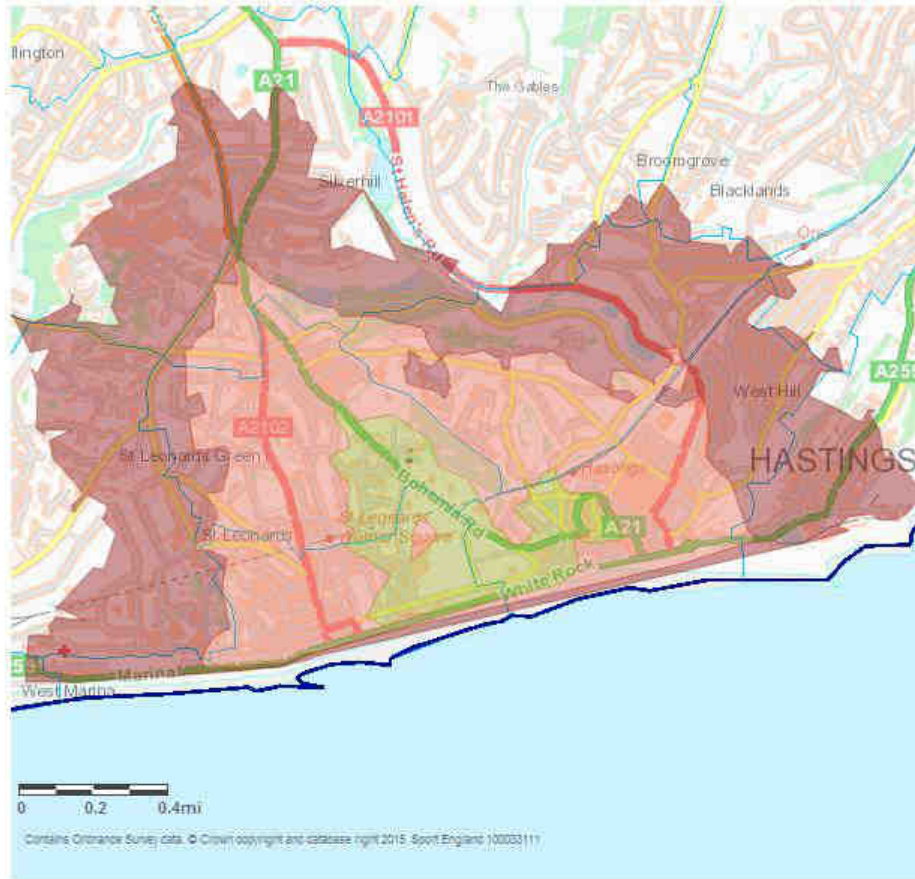 llington
A21
The Gables
A2101
Broomgrove
Silverhill
Blacklands
St Helen's Rd
Ore
A259
West Hill
A2102
HASTINGS
St Leonards Green
Bohemia Rd
Hastings
St Leonards
St Leonards
Warrior Square
A21
White Rock
Marina
West Marina
0 0.2 0.4mi
Contains Ordnance Survey data. © Crown copyright and database right 2015. Sport England 100033111